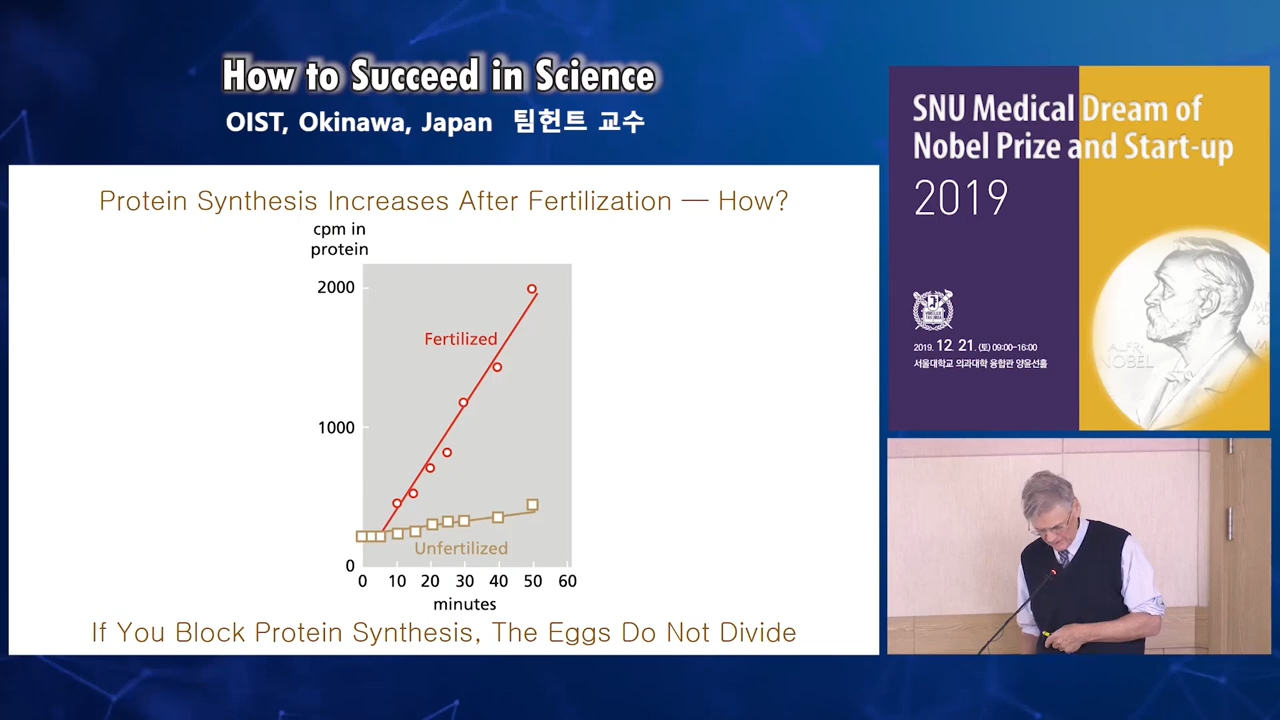 How to Succeed in Science
OIST, Okinawa, Japan 팀헌트 교수
Protein Synthesis Increases After Fertilization — How?
cpm in
protein
2000
1000
0
Fertilized
Unfertilized
0 10 20 30 40 50 60
minutes
If You Block Protein Synthesis, The Eggs Do Not Divide
SNU Medical Dream of
Nobel Prize and Start-up
2019
2019. 12. 21. (토) 09:00-16:00
서울대학교 의과대학 융합관 양윤선홀
ALFR.
NOBEL